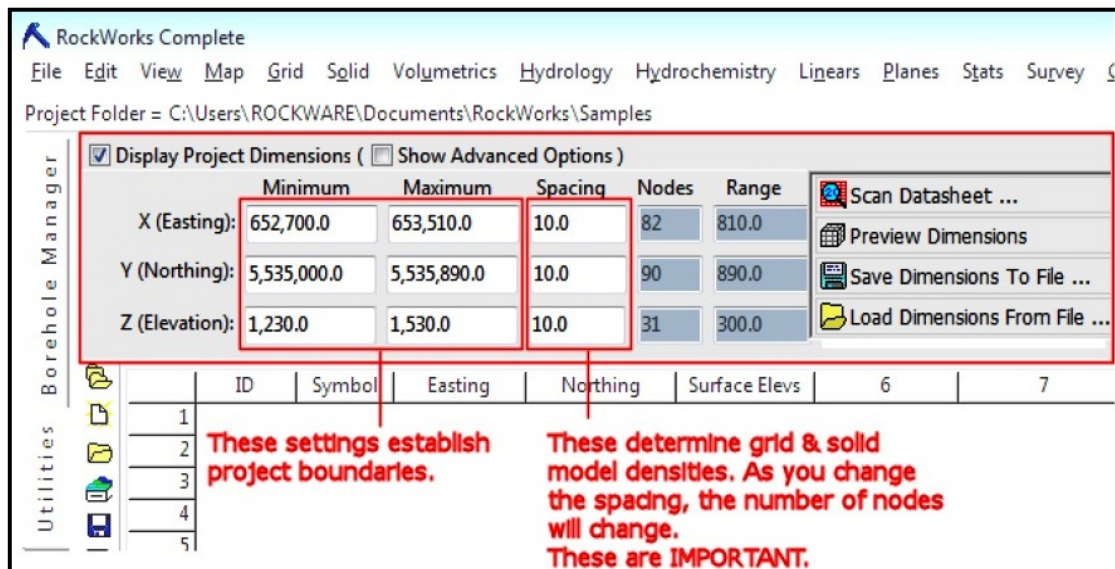 RockWorks Complete
File Edit View Map Grid Solid Volumetrics Hydrology Hydrochemistry Linears Planes Stats Survey
Project Folder = C:\Users\ROCKWARE\Documents\RockWorks\Samples
Display Project Dimensions ( Show Advanced Options )
Minimum Maximum Spacing Nodes Range
X (Easting): 652,700.0 653,510.0 10.0 82 810.0
Y (Northing): 5,535,000.0 5,535,890.0 10.0 90 890.0
Z (Elevation): 1,230.0 1,530.0 10.0 31 300.0
Scan Datasheet ...
Preview Dimensions
Save Dimensions To File ...
Load Dimensions From File ...
Borehole Manager
Utilities
ID Symbol Easting Northing Surface Elevs 6 7
1
2
3
4
5
These settings establish
project boundaries.
These determine grid & solid
model densities. As you change
the spacing, the number of nodes
will change.
These are IMPORTANT.